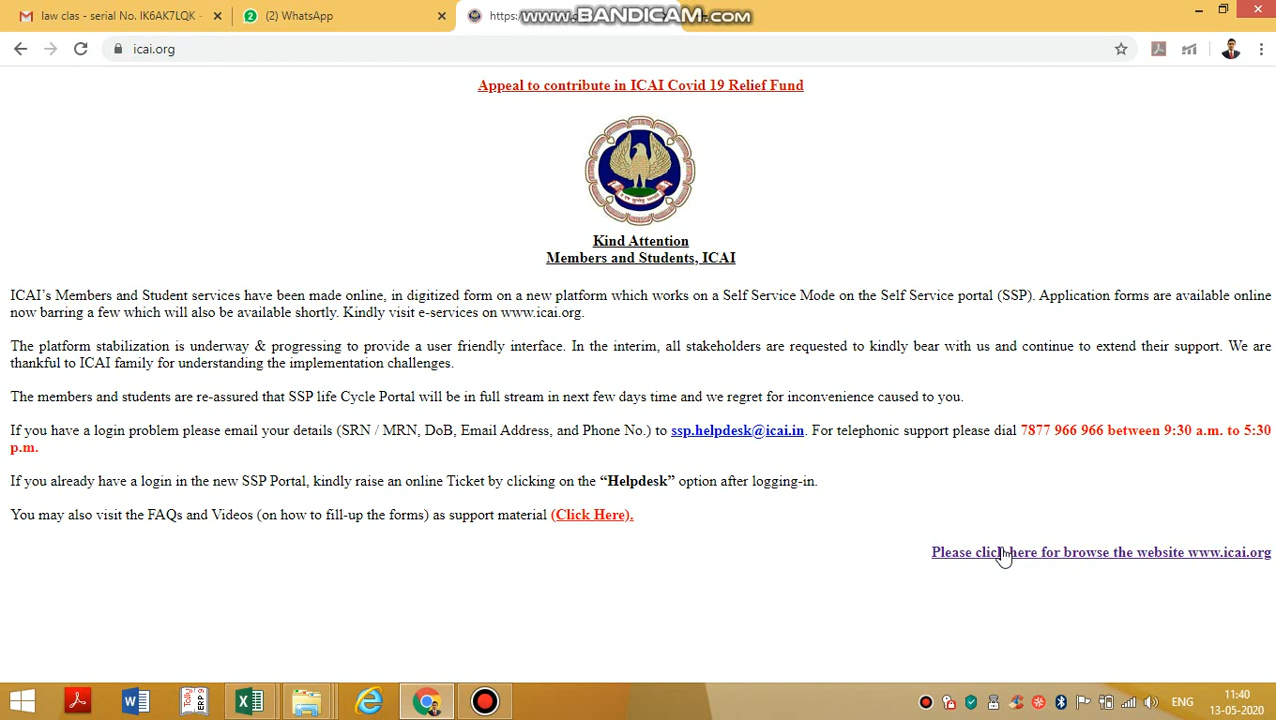 law clas - serial No. IK6AK7LQK -
(2) WhatsApp
https:
www.BANDICAM.com
icai.org
Appeal to contribute in ICAI Covid 19 Relief Fund
Kind Attention
Members and Students, ICAI
ICAI’s Members and Student services have been made online, in digitized form on a new platform which works on a Self Service Mode on the Self Service portal (SSP). Application forms are available online
now barring a few which will also be available shortly. Kindly visit e-services on www.icai.org.
The platform stabilization is underway & progressing to provide a user friendly interface. In the interim, all stakeholders are requested to kindly bear with us and continue to extend their support. We are
thankful to ICAI family for understanding the implementation challenges.
The members and students are re-assured that SSP life Cycle Portal will be in full stream in next few days time and we regret for inconvenience caused to you.
If you have a login problem please email your details (SRN / MRN, DoB, Email Address, and Phone No.) to ssp.helpdesk@icai.in. For telephonic support please dial 7877 966 966 between 9:30 a.m. to 5:30
p.m.
If you already have a login in the new SSP Portal, kindly raise an online Ticket by clicking on the “Helpdesk” option after logging-in.
You may also visit the FAQs and Videos (on how to fill-up the forms) as support material (Click Here).
Please click here for browse the website www.icai.org
Tally
ERP 9
ENG
11:40
13-05-2020